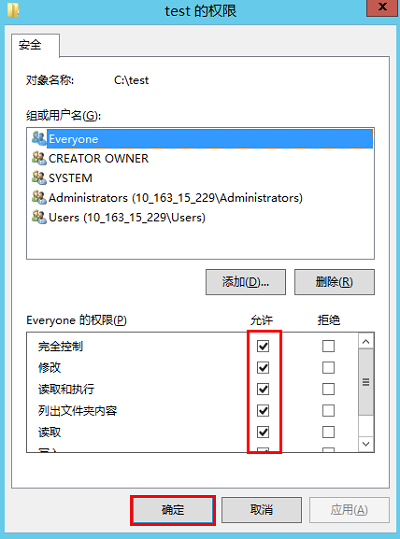 test 的权限
安全
对象名称: C:\test
组或用户名(G):
Everyone
CREATOR OWNER
SYSTEM
Administrators (10_163_15_229\Administrators)
Users (10_163_15_229\Users)
添加(D)... 删除(R)
Everyone 的权限(P) 允许 拒绝
完全控制
修改
读取和执行
列出文件夹内容
读取
确定 取消 应用(A)